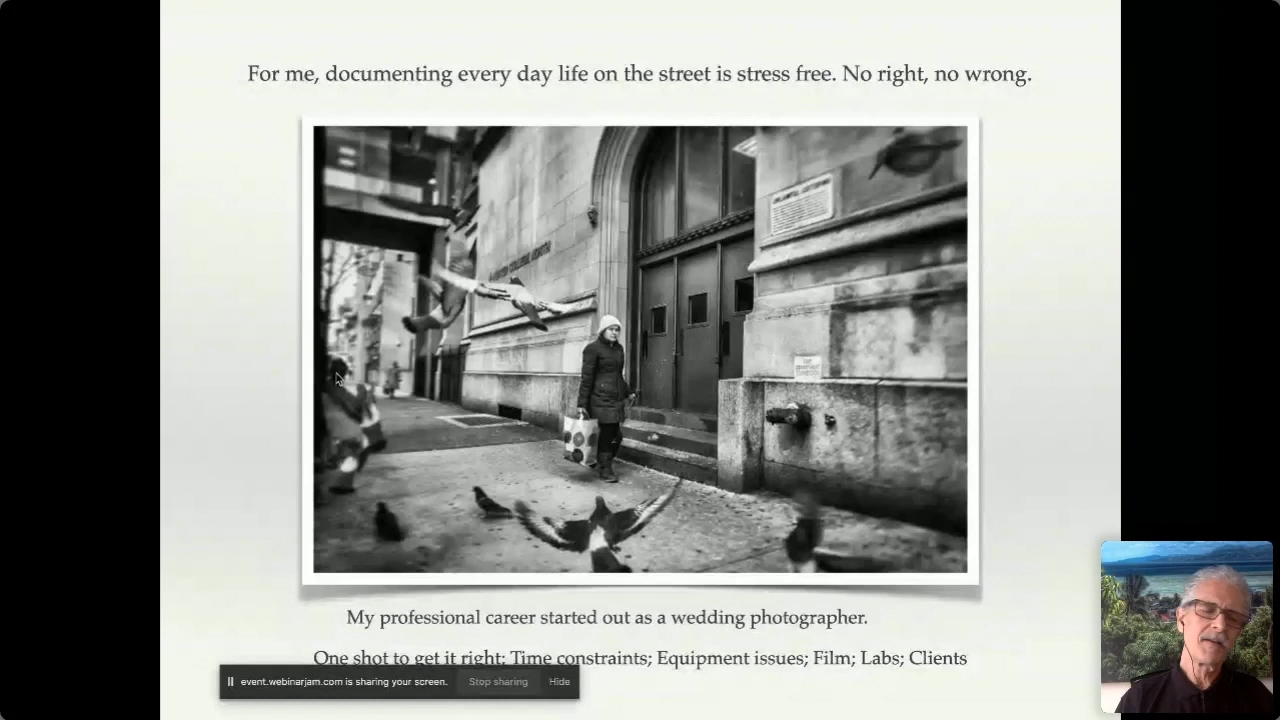 For me, documenting every day life on the street is stress free. No right, no wrong.
My professional career started out as a wedding photographer.
One shot to get it right; Time constraints; Equipment issues; Film; Labs; Clients
event.webinarjam.com is sharing your screen. Stop sharing Hide